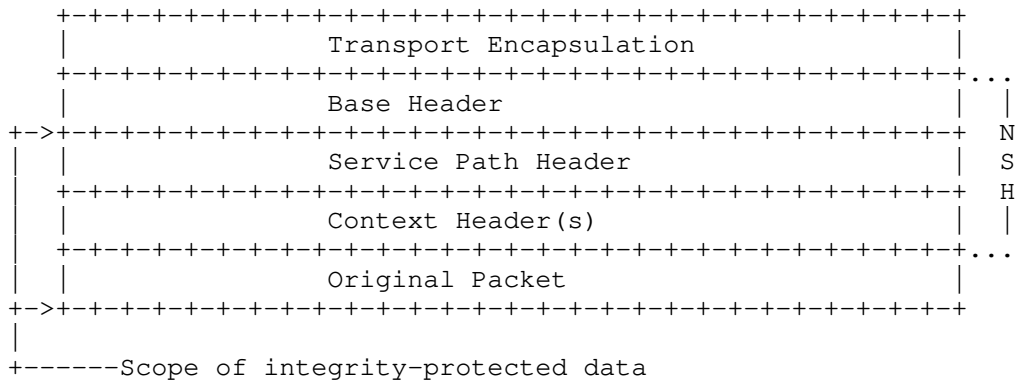 Transport Encapsulation
Base Header
Service Path Header
Context Header(s)
Original Packet
N
S
H
Scope of integrity-protected data